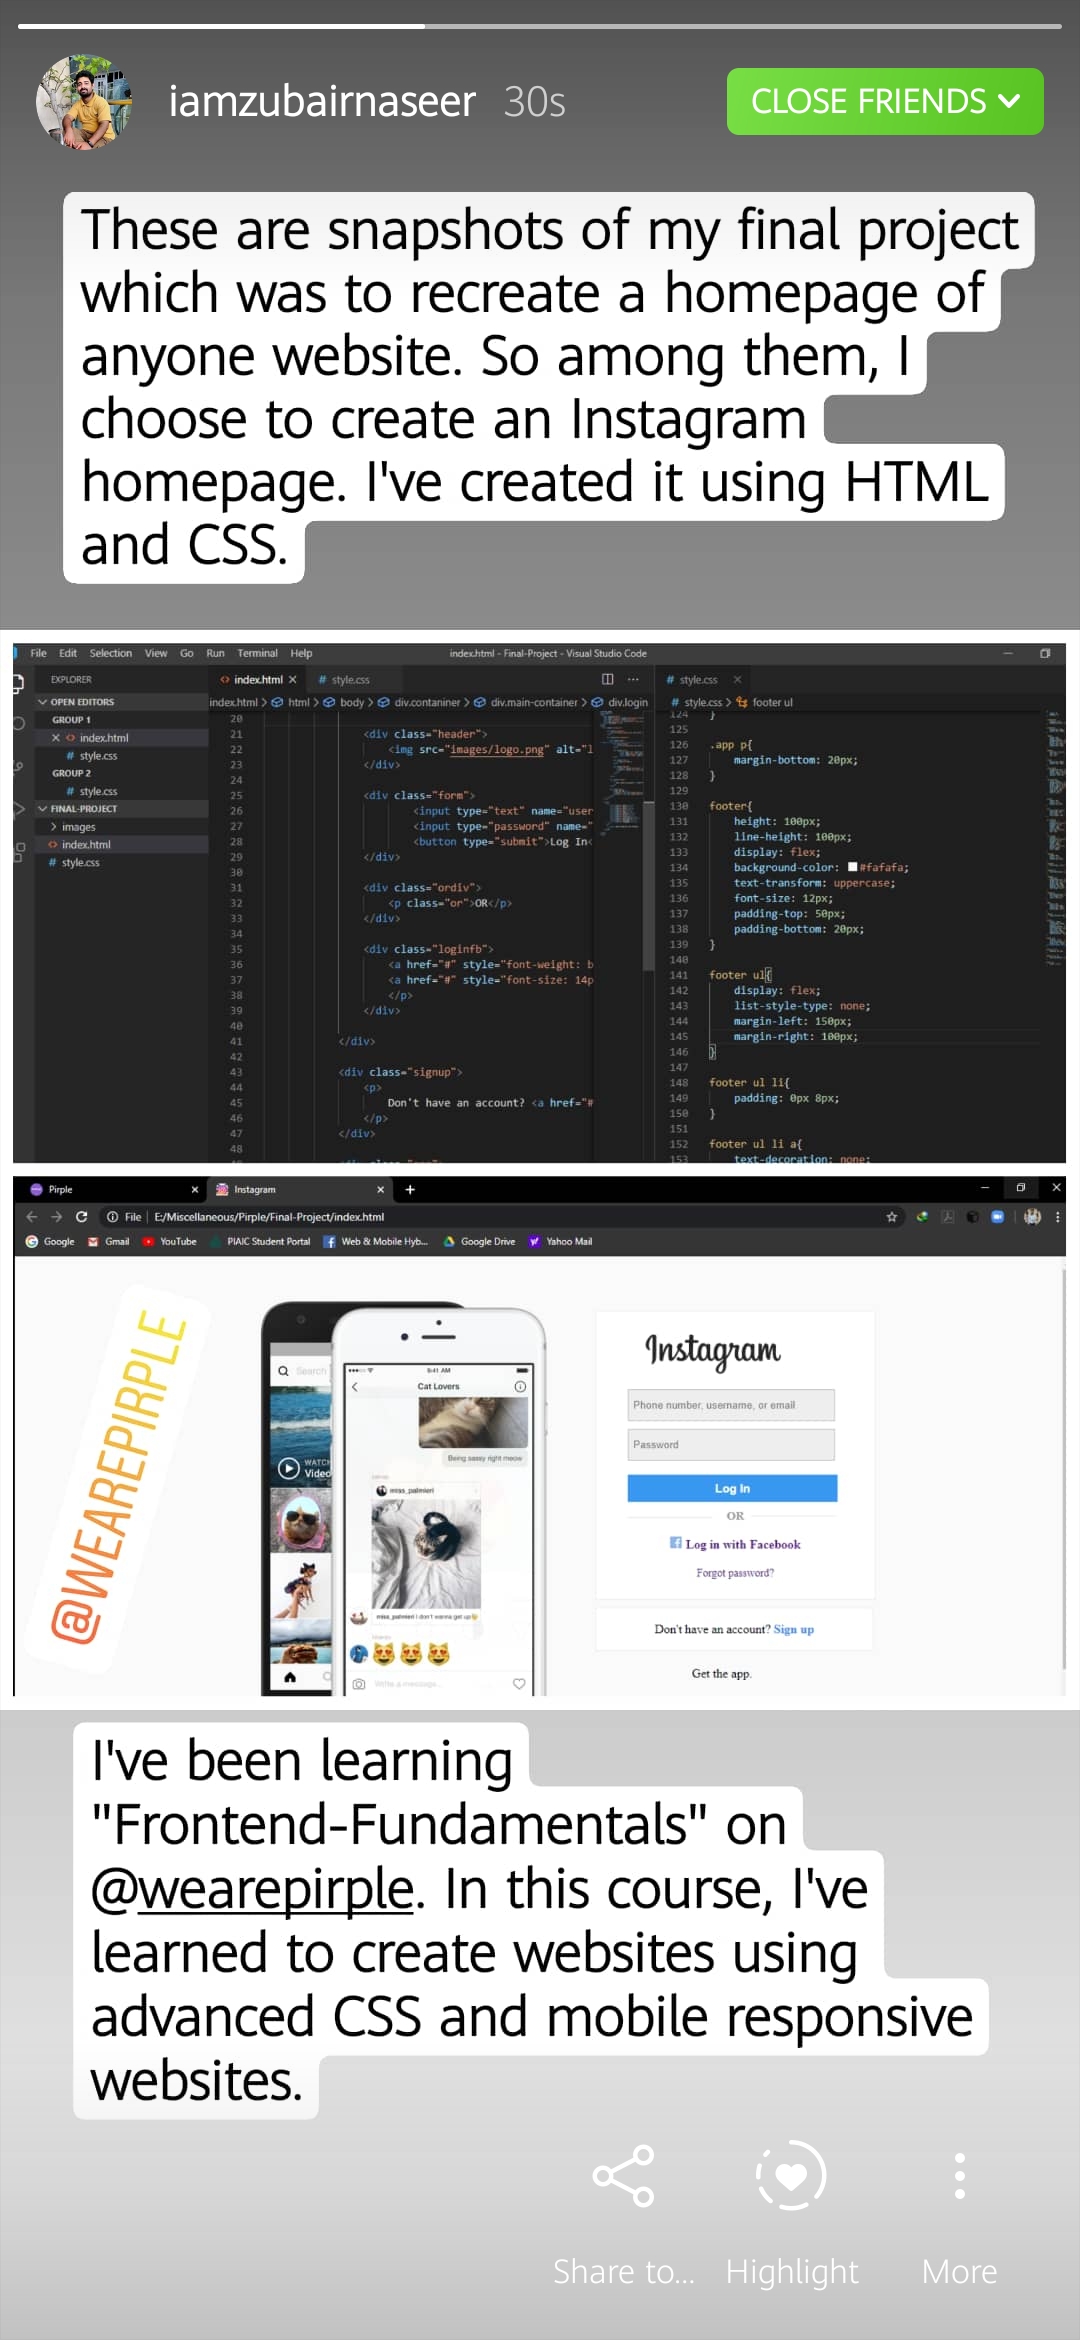 iamzubairnaseer 30s
CLOSE FRIENDS
These are snapshots of my final project
which was to recreate a homepage of
anyone website. So among them, I
choose to create an Instagram
homepage. I've created it using HTML
and CSS.
File Edit Selection View Go Run Terminal Help
index.html - Final-Project - Visual Studio Code
EXPLORER
OPEN EDITORS
GROUP 1
index.html
# style.css
GROUP 2
# style.css
FINAL-PROJECT
> images
<> index.html
# style.css
<> index.html X # style.css
index.html > html > body > div.contaniner > div.main-container > div.login
20
21 <div class="header">
22 <img src="images/logo.png" alt="l
23 </div>
24
25 <div class="form">
26 <input type="text" name="user
27 <input type="password" name="
28 <button type="submit">Log In<
29 </div>
30
31 <div class="ordiv">
32 <p class="or">OR</p>
33 </div>
34
35 <div class="loginfb">
36 <a href="#" style="font-weight: b
37 <a href="#" style="font-size: 14p
38 </p>
39 </div>
40
41 </div>
42
43 <div class="signup">
44 <p>
45 Don't have an account? <a href="#
46 </p>
47 </div>
48
# style.css X
# style.css > footer ul
124 }
125
126 .app p{
127 margin-bottom: 20px;
128 }
129
130 footer{
131 height: 100px;
132 line-height: 100px;
133 display: flex;
134 background-color: #fafafa;
135 text-transform: uppercase;
136 font-size: 12px;
137 padding-top: 50px;
138 padding-bottom: 20px;
139 }
140
141 footer ul{
142 display: flex;
143 list-style-type: none;
144 margin-left: 150px;
145 margin-right: 100px;
146 }
147
148 footer ul li{
149 padding: 0px 8px;
150 }
151
152 footer ul li a{
153 text-decoration: none;
Pirple
Instagram
File E:/Miscellaneous/Pirple/Final-Project/index.html
Google Gmail YouTube PIAIC Student Portal Web & Mobile Hyb... Google Drive Yahoo Mail
@WEAREPIRPLE
Search
WATCH
Video
9:41 AM
Cat Lovers
Being sassy right meow
miss_palmieri
miss_palmieri I don't wanna get up
Write a message...
Instagram
Phone number, username, or email
Password
Log In
OR
Log in with Facebook
Forgot password?
Don't have an account? Sign up
Get the app.
I've been learning
"Frontend-Fundamentals" on
@wearepirple. In this course, I've
learned to create websites using
advanced CSS and mobile responsive
websites.
Share to... Highlight More